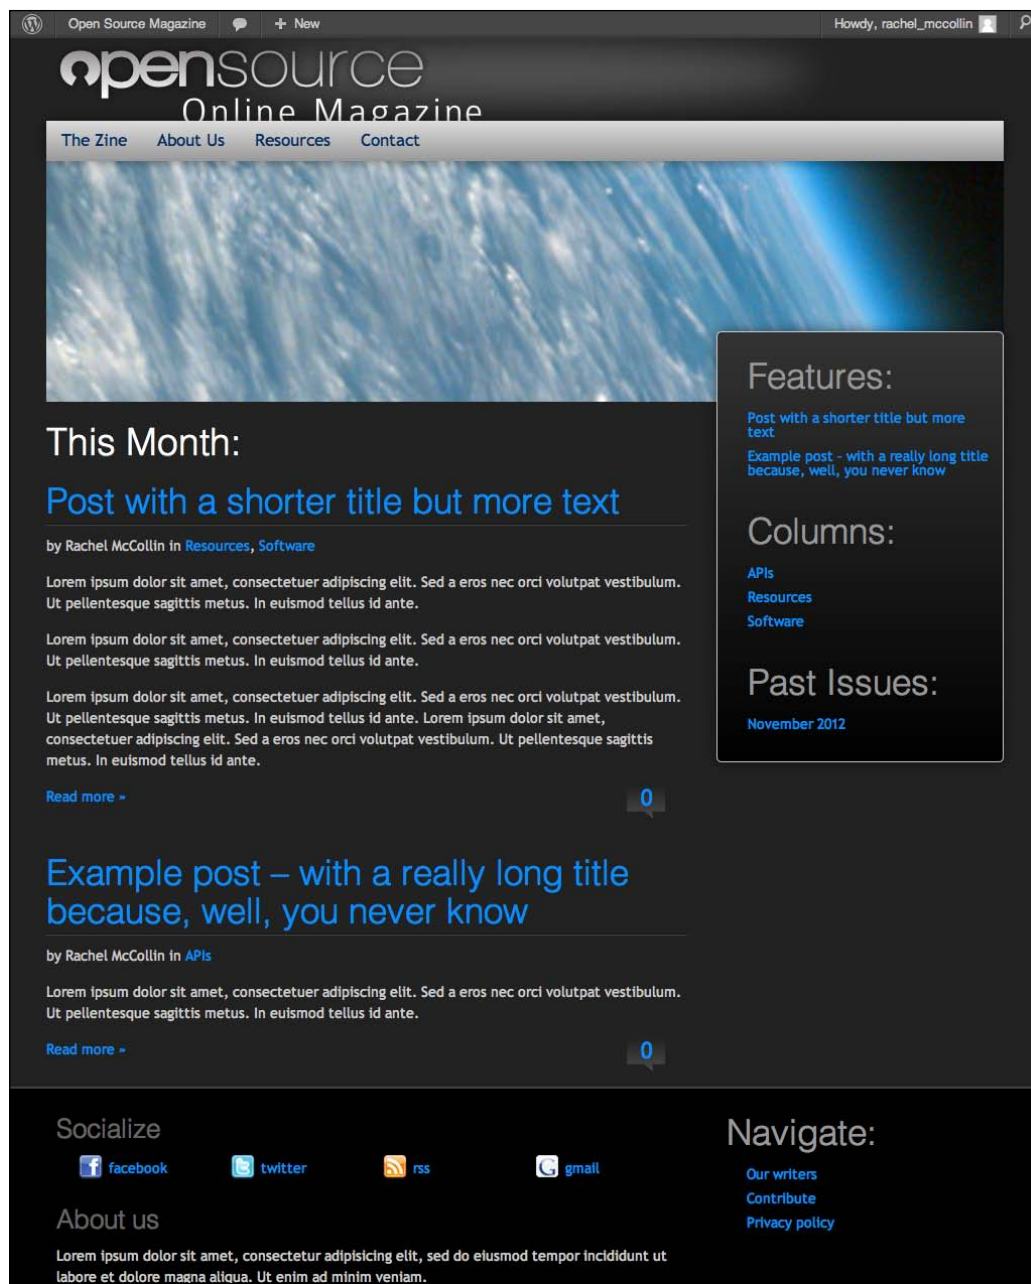 Open Source Magazine + New Howdy, rachel_mccollin
opensource
Online Magazine
The Zine About Us Resources Contact
This Month:
Post with a shorter title but more text
by Rachel McCollin in Resources, Software
Lorem ipsum dolor sit amet, consectetuer adipiscing elit. Sed a eros nec orci volutpat vestibulum.
Ut pellentesque sagittis metus. In euismod tellus id ante.
Lorem ipsum dolor sit amet, consectetuer adipiscing elit. Sed a eros nec orci volutpat vestibulum.
Ut pellentesque sagittis metus. In euismod tellus id ante.
Lorem ipsum dolor sit amet, consectetuer adipiscing elit. Sed a eros nec orci volutpat vestibulum.
Ut pellentesque sagittis metus. In euismod tellus id ante. Lorem ipsum dolor sit amet,
consectetuer adipiscing elit. Sed a eros nec orci volutpat vestibulum. Ut pellentesque sagittis
metus. In euismod tellus id ante.
Read more »
0
Example post – with a really long title
because, well, you never know
by Rachel McCollin in APIs
Lorem ipsum dolor sit amet, consectetuer adipiscing elit. Sed a eros nec orci volutpat vestibulum.
Ut pellentesque sagittis metus. In euismod tellus id ante.
Read more »
0
Features:
Post with a shorter title but more
text
Example post – with a really long title
because, well, you never know
Columns:
APIs
Resources
Software
Past Issues:
November 2012
Socialize
facebook twitter rss gmail
About us
Lorem ipsum dolor sit amet, consectetur adipisicing elit, sed do eiusmod tempor incididunt ut
labore et dolore magna aliqua. Ut enim ad minim veniam.
Navigate:
Our writers
Contribute
Privacy policy